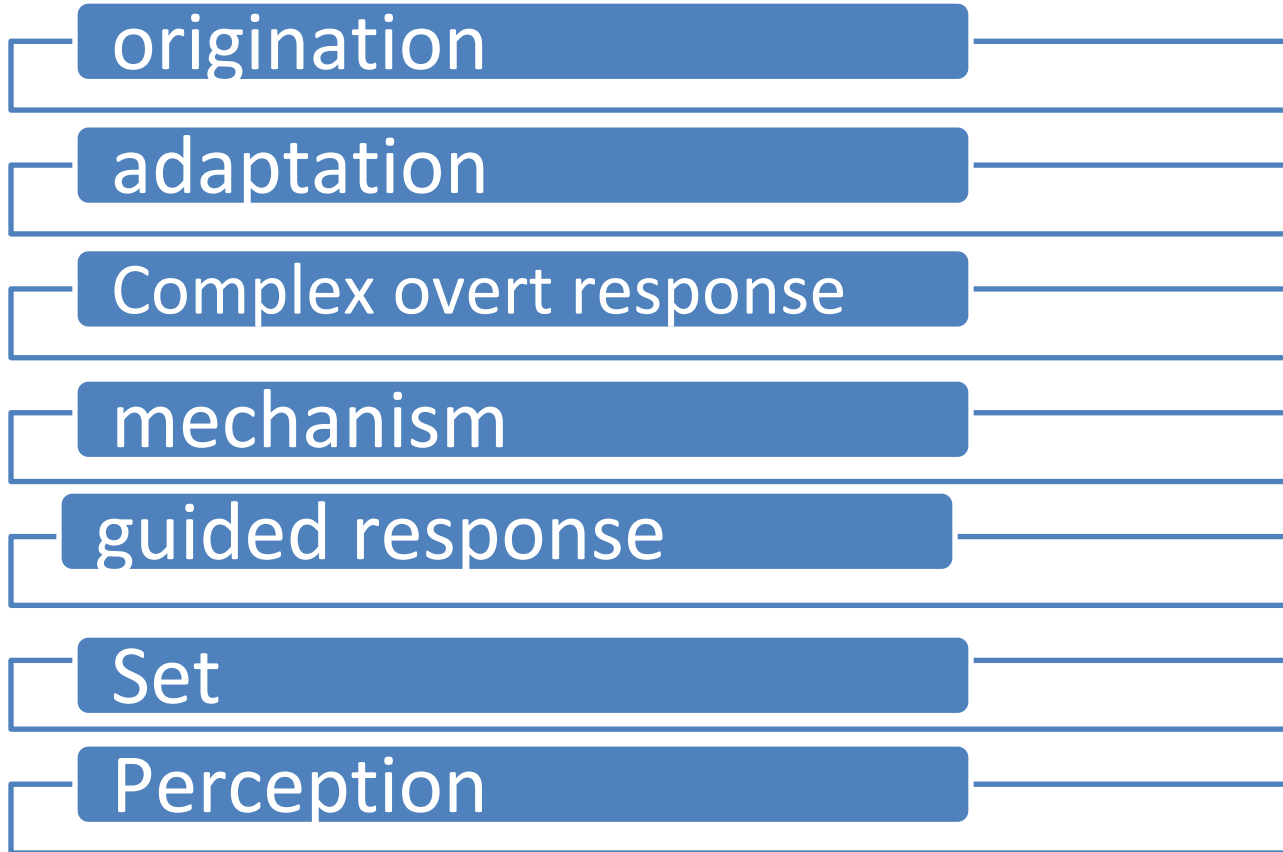 origination
adaptation
Complex overt response
mechanism
guided response
Set
Perception